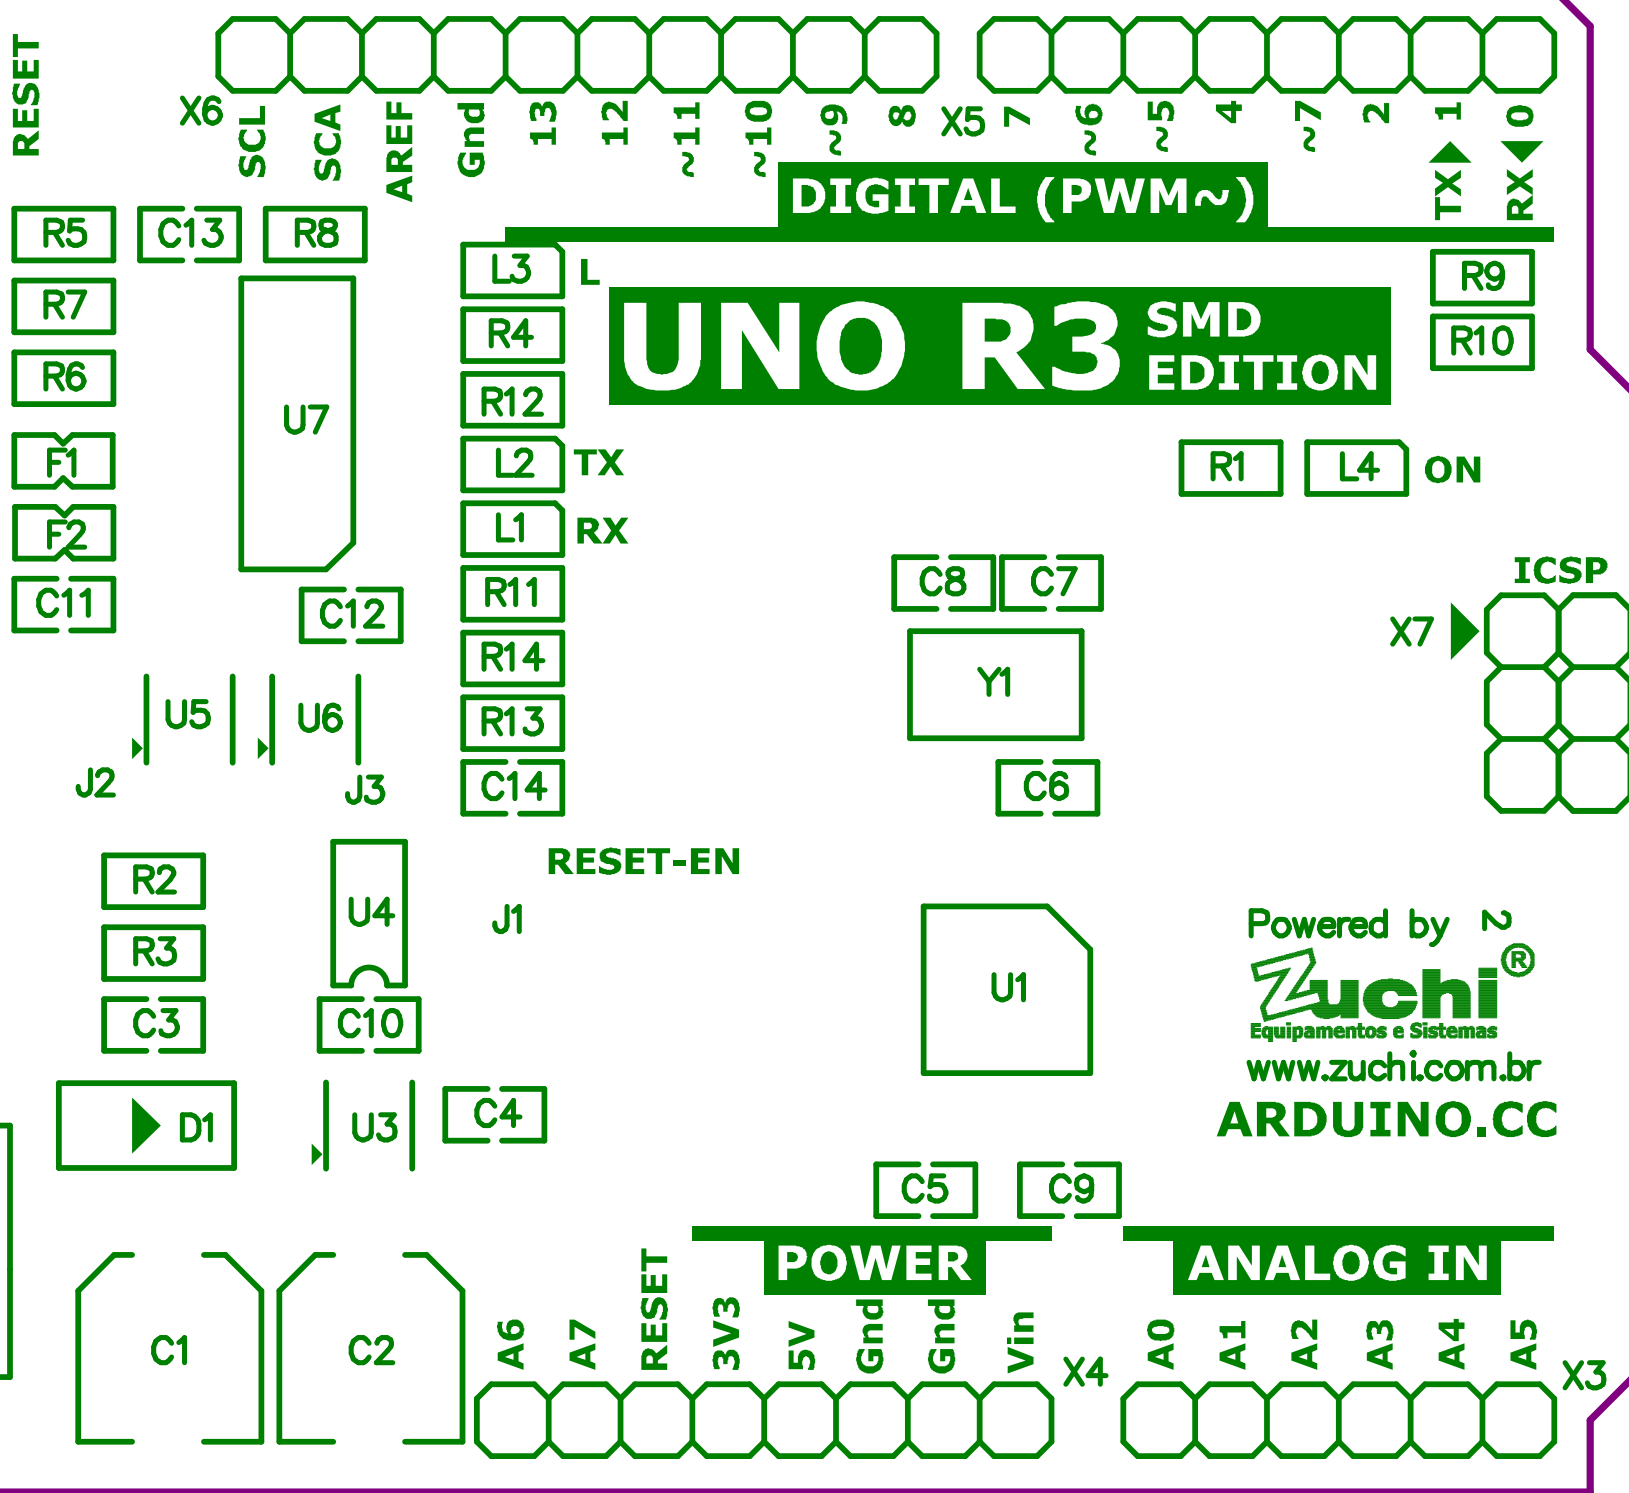 RESET
X6
SCL
SCA
AREF
Gnd
13
12
~11
~10
~9
8
X5
7
~6
~5
4
~7
2
TX 1
RX 0
DIGITAL (PWM~)
R5
C13
R8
L3
L
R9
R7
R4
UNO R3
SMD
EDITION
R10
R6
R12
U7
F1
L2
TX
R1
L4
ON
F2
L1
RX
C11
C12
R11
C8
C7
ICSP
X7
R14
Y1
U5
U6
R13
J2
J3
C14
C6
RESET-EN
R2
U4
J1
R3
U1
Powered by
2
Zuchi®
Equipamentos e Sistemas
www.zuchi.com.br
ARDUINO.CC
C3
C10
D1
U3
C4
C5
C9
POWER
ANALOG IN
C1
C2
A6
A7
RESET
3V3
5V
Gnd
Gnd
Vin
X4
A0
A1
A2
A3
A4
A5
X3